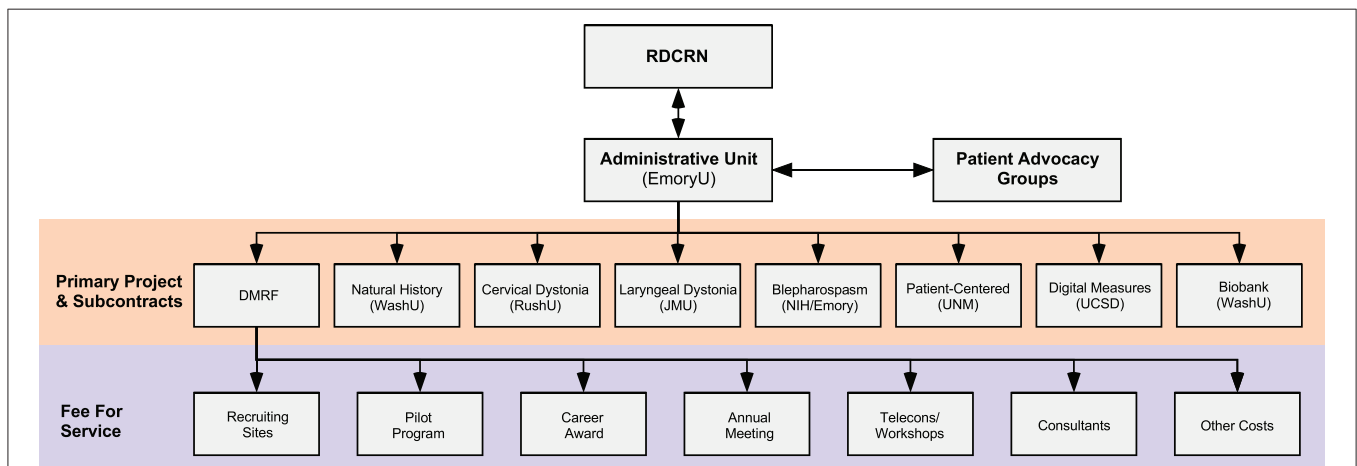 RDCRN
Administrative Unit
(EmoryU)
Patient Advocacy
Groups
Primary Project
& Subcontracts
DMRF
Natural History
(WashU)
Cervical Dystonia
(RushU)
Laryngeal Dystonia
(JMU)
Blepharospasm
(NIH/Emory)
Patient-Centered
(UNM)
Digital Measures
(UCSD)
Biobank
(WashU)
Fee For
Service
Recruiting
Sites
Pilot
Program
Career
Award
Annual
Meeting
Telecons/
Workshops
Consultants
Other Costs